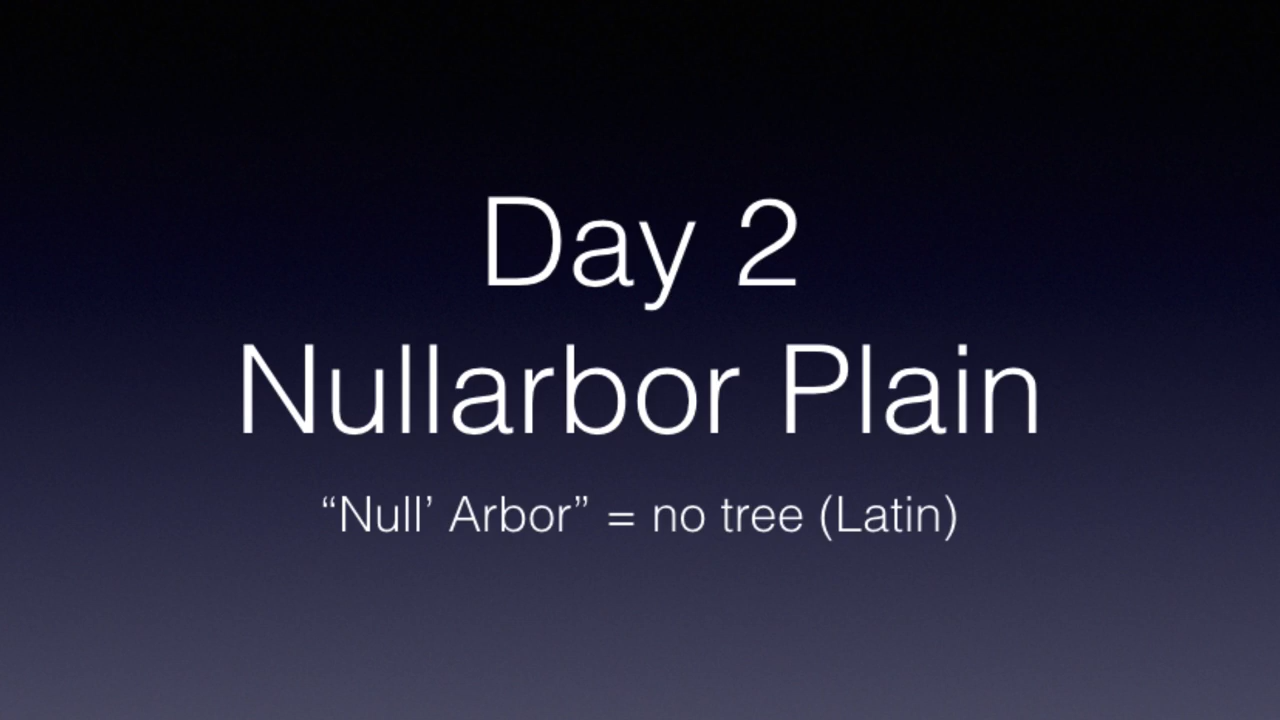 Day 2
Nullarbor Plain
“Null’ Arbor” = no tree (Latin)